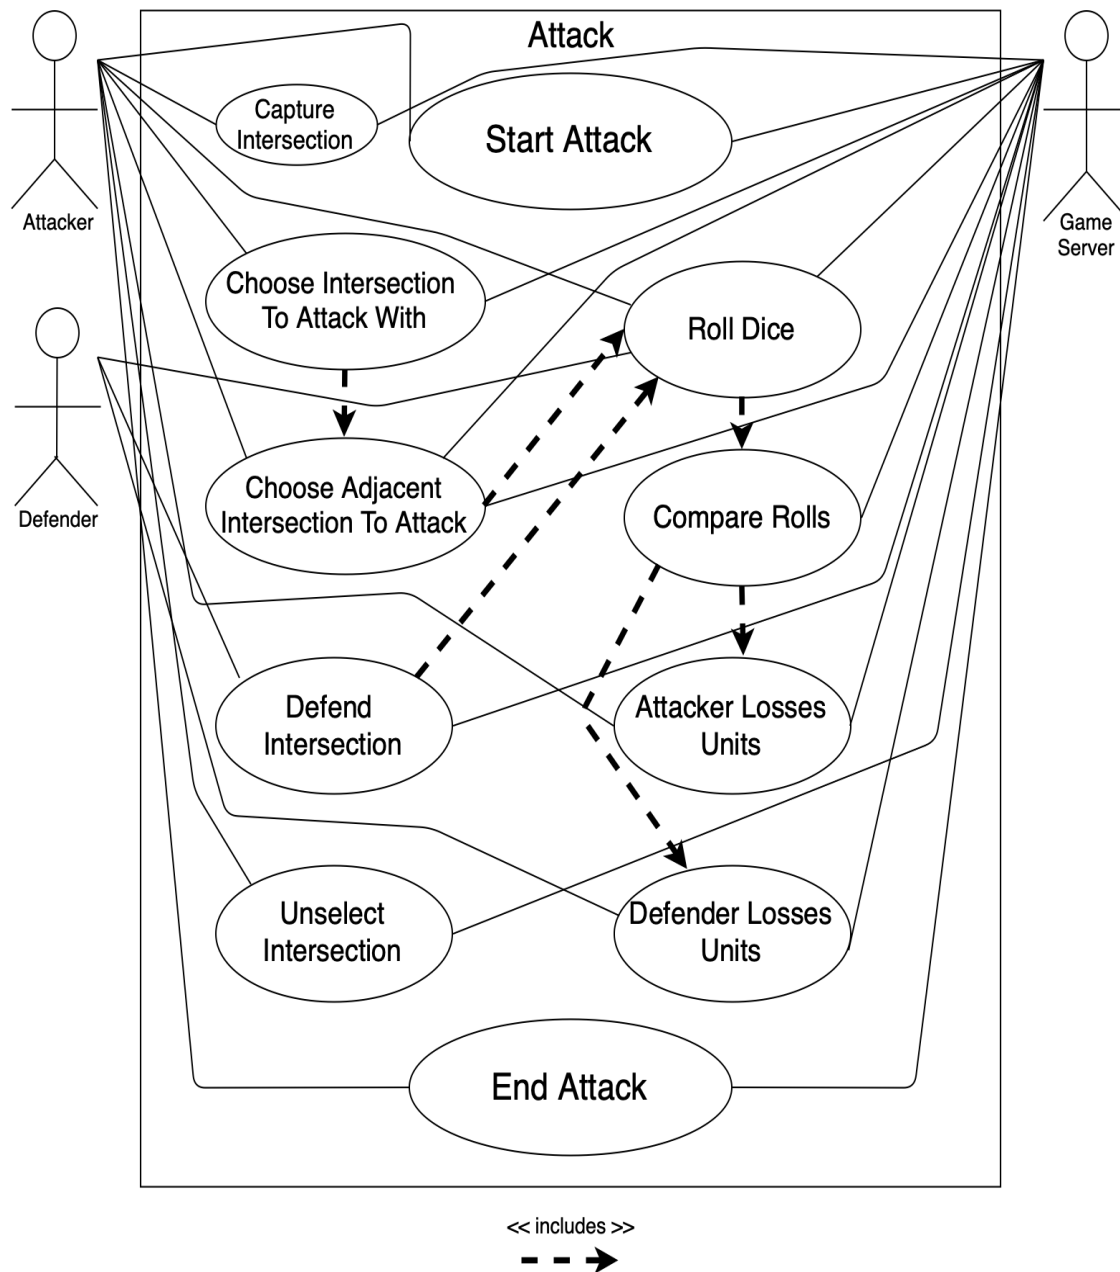 Attack
Capture
Intersection
Start Attack
Attacker
Game
Server
Choose Intersection
To Attack With
Roll Dice
Defender
Choose Adjacent
Intersection To Attack
Compare Rolls
Defend
Intersection
Attacker Losses
Units
Unselect
Intersection
Defender Losses
Units
End Attack
<< includes >>